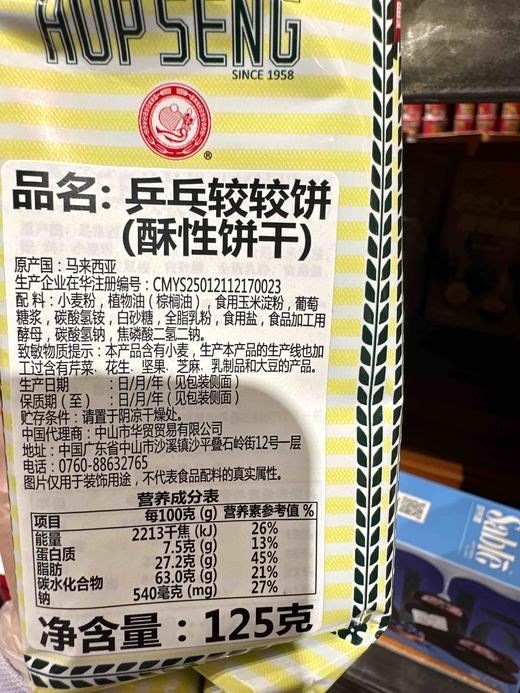 HUP SENG
SINCE 1958
®
品名: 乒乓较较饼
(酥性饼干)
原产国：马来西亚
生产企业在华注册编号：CMYS25012112170023
配 料：小麦粉，植物油（棕榈油），食用玉米淀粉，葡萄
糖浆，碳酸氢铵，白砂糖，全脂乳粉，食用盐，食品加工用
酵母，碳酸氢钠，焦磷酸二氢二钠。
致敏物质提示：本产品含有小麦，生产本产品的生产线也加
工过含有芹菜、花生、坚果、芝麻、乳制品和大豆的产品。
生产日期 ：日/月/年（见包装侧面）
保质期（至）：日/月/年（见包装侧面）
贮存条件：请置于阴凉干燥处。
中国代理商：中山市华贸贸易有限公司
地址：中国广东省中山市沙溪镇沙平叠石岭街12号一层
电话：0760-88632765
图片仅用于装饰用途，不代表食品配料的真实属性。
营养成分表
项目 每100克(g) 营养素参考值 %
能量 2213千焦 (kJ) 26%
蛋白质 7.5克 (g) 13%
脂肪 27.2克 (g) 45%
碳水化合物 63.0克 (g) 21%
钠 540毫克 (mg) 27%
净含量：125克
Sablé